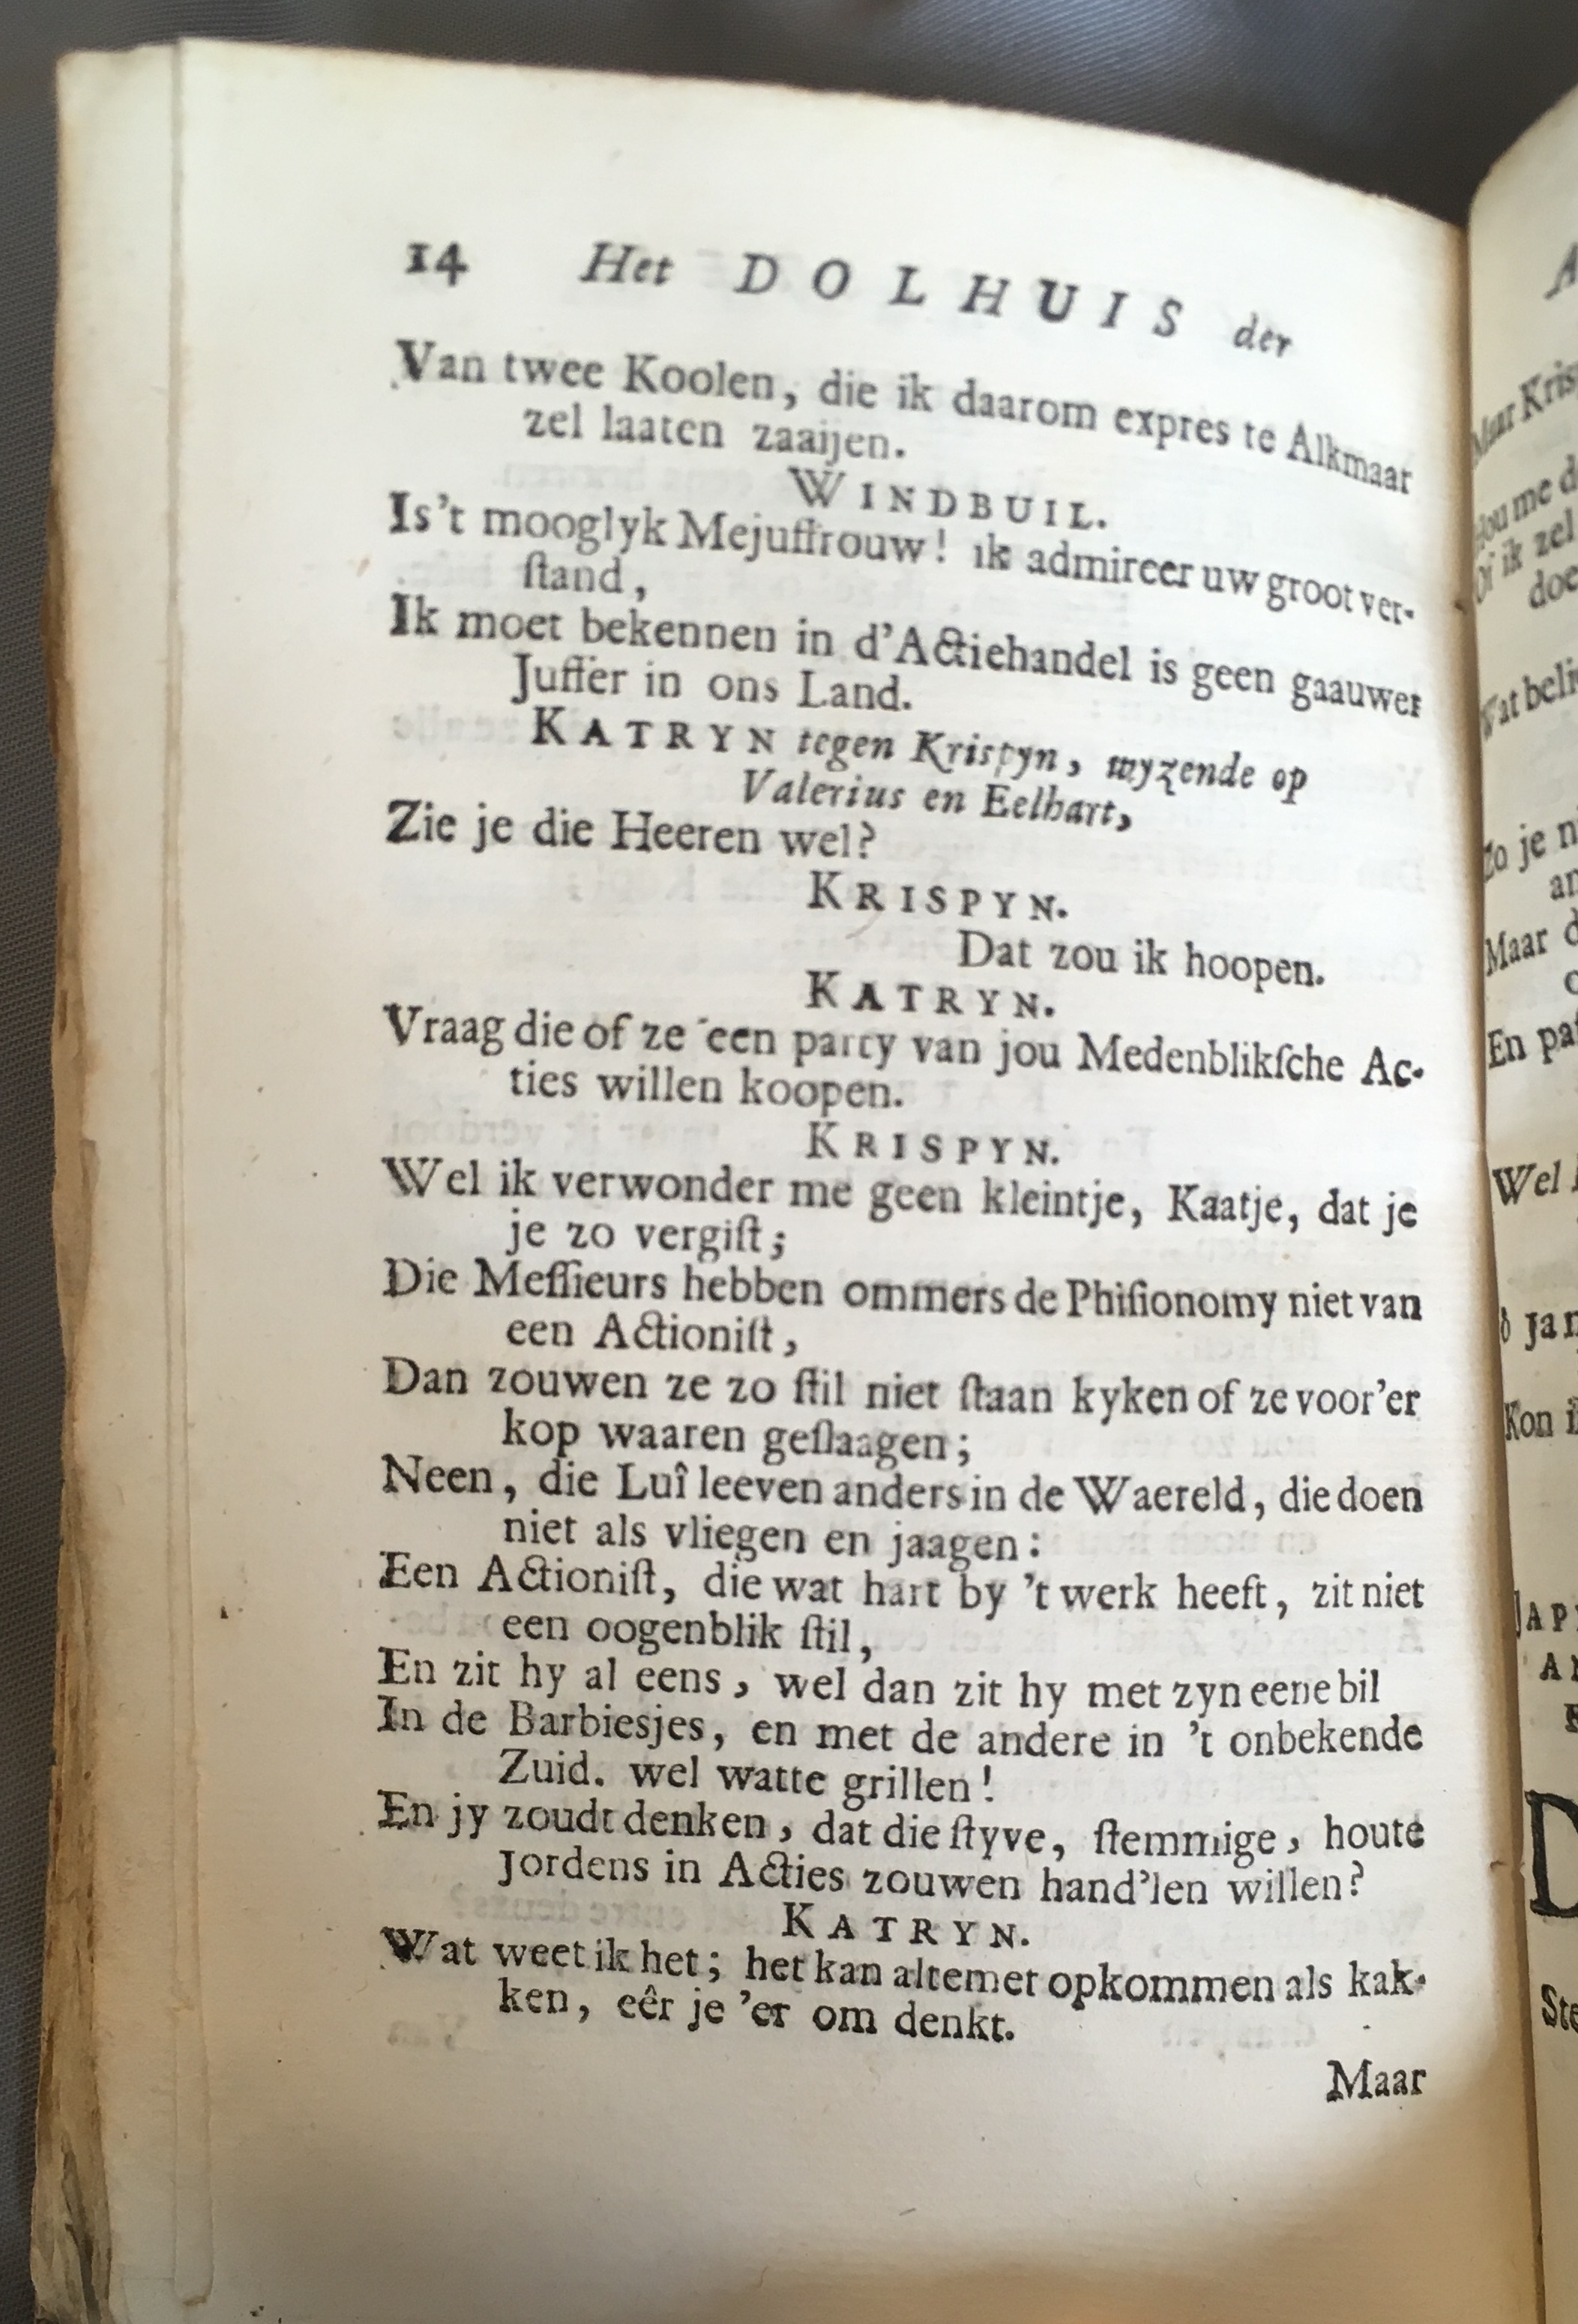 14 Het DOLHUIS der
Van twee Koolen, die ik daarom expres te Alkmaar
zel laaten zaaijen.
WINDBUIL.
Is't mooglyk Mejuffrouw! ik admireer uw groot ver-
ſtand,
Ik moet bekennen in d'Actiehandel is geen gaauwer
Juffer in ons Land.
KATRYN tegen Krispyn, wyzende op
Valerius en Eelhart,
Zie je die Heeren wel?
KRISPYN.
Dat zou ik hoopen.
KATRYN.
Vraag die of ze een party van jou Medenblikſche Ac-
ties willen koopen.
KRISPYN.
Wel ik verwonder me geen kleintje, Kaatje, dat je
je zo vergiſt;
Die Meſſieurs hebben ommers de Phiſionomy niet van
een Actioniſt,
Dan zouwen ze zo ſtil niet ſtaan kyken of ze voor'er
kop waaren geſlaagen;
Neen, die Luî leeven anders in de Waereld, die doen
niet als vliegen en jaagen:
Een Actioniſt, die wat hart by 't werk heeft, zit niet
een oogenblik ſtil,
En zit hy al eens, wel dan zit hy met zyn eene bil
In de Barbiesjes, en met de andere in 't onbekende
Zuid. wel watte grillen!
En jy zoudt denken, dat die ſtyve, ſtemmige, houte
Jordens in Acties zouwen hand'len willen?
KATRYN.
Wat weet ik het; het kan altemet opkommen als kak-
ken, eêr je 'er om denkt.
Maar